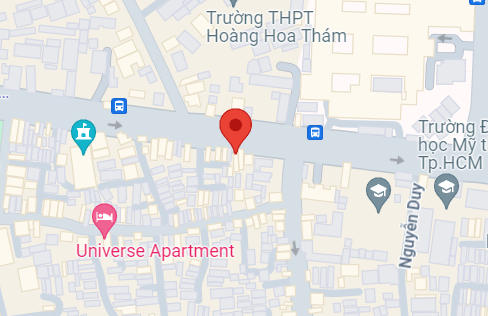 Trường THPT
Hoàng Hoa Thám
Trường Đ
học Mỹ t
Tp.HCM
Nguyễn Duy
Universe Apartment